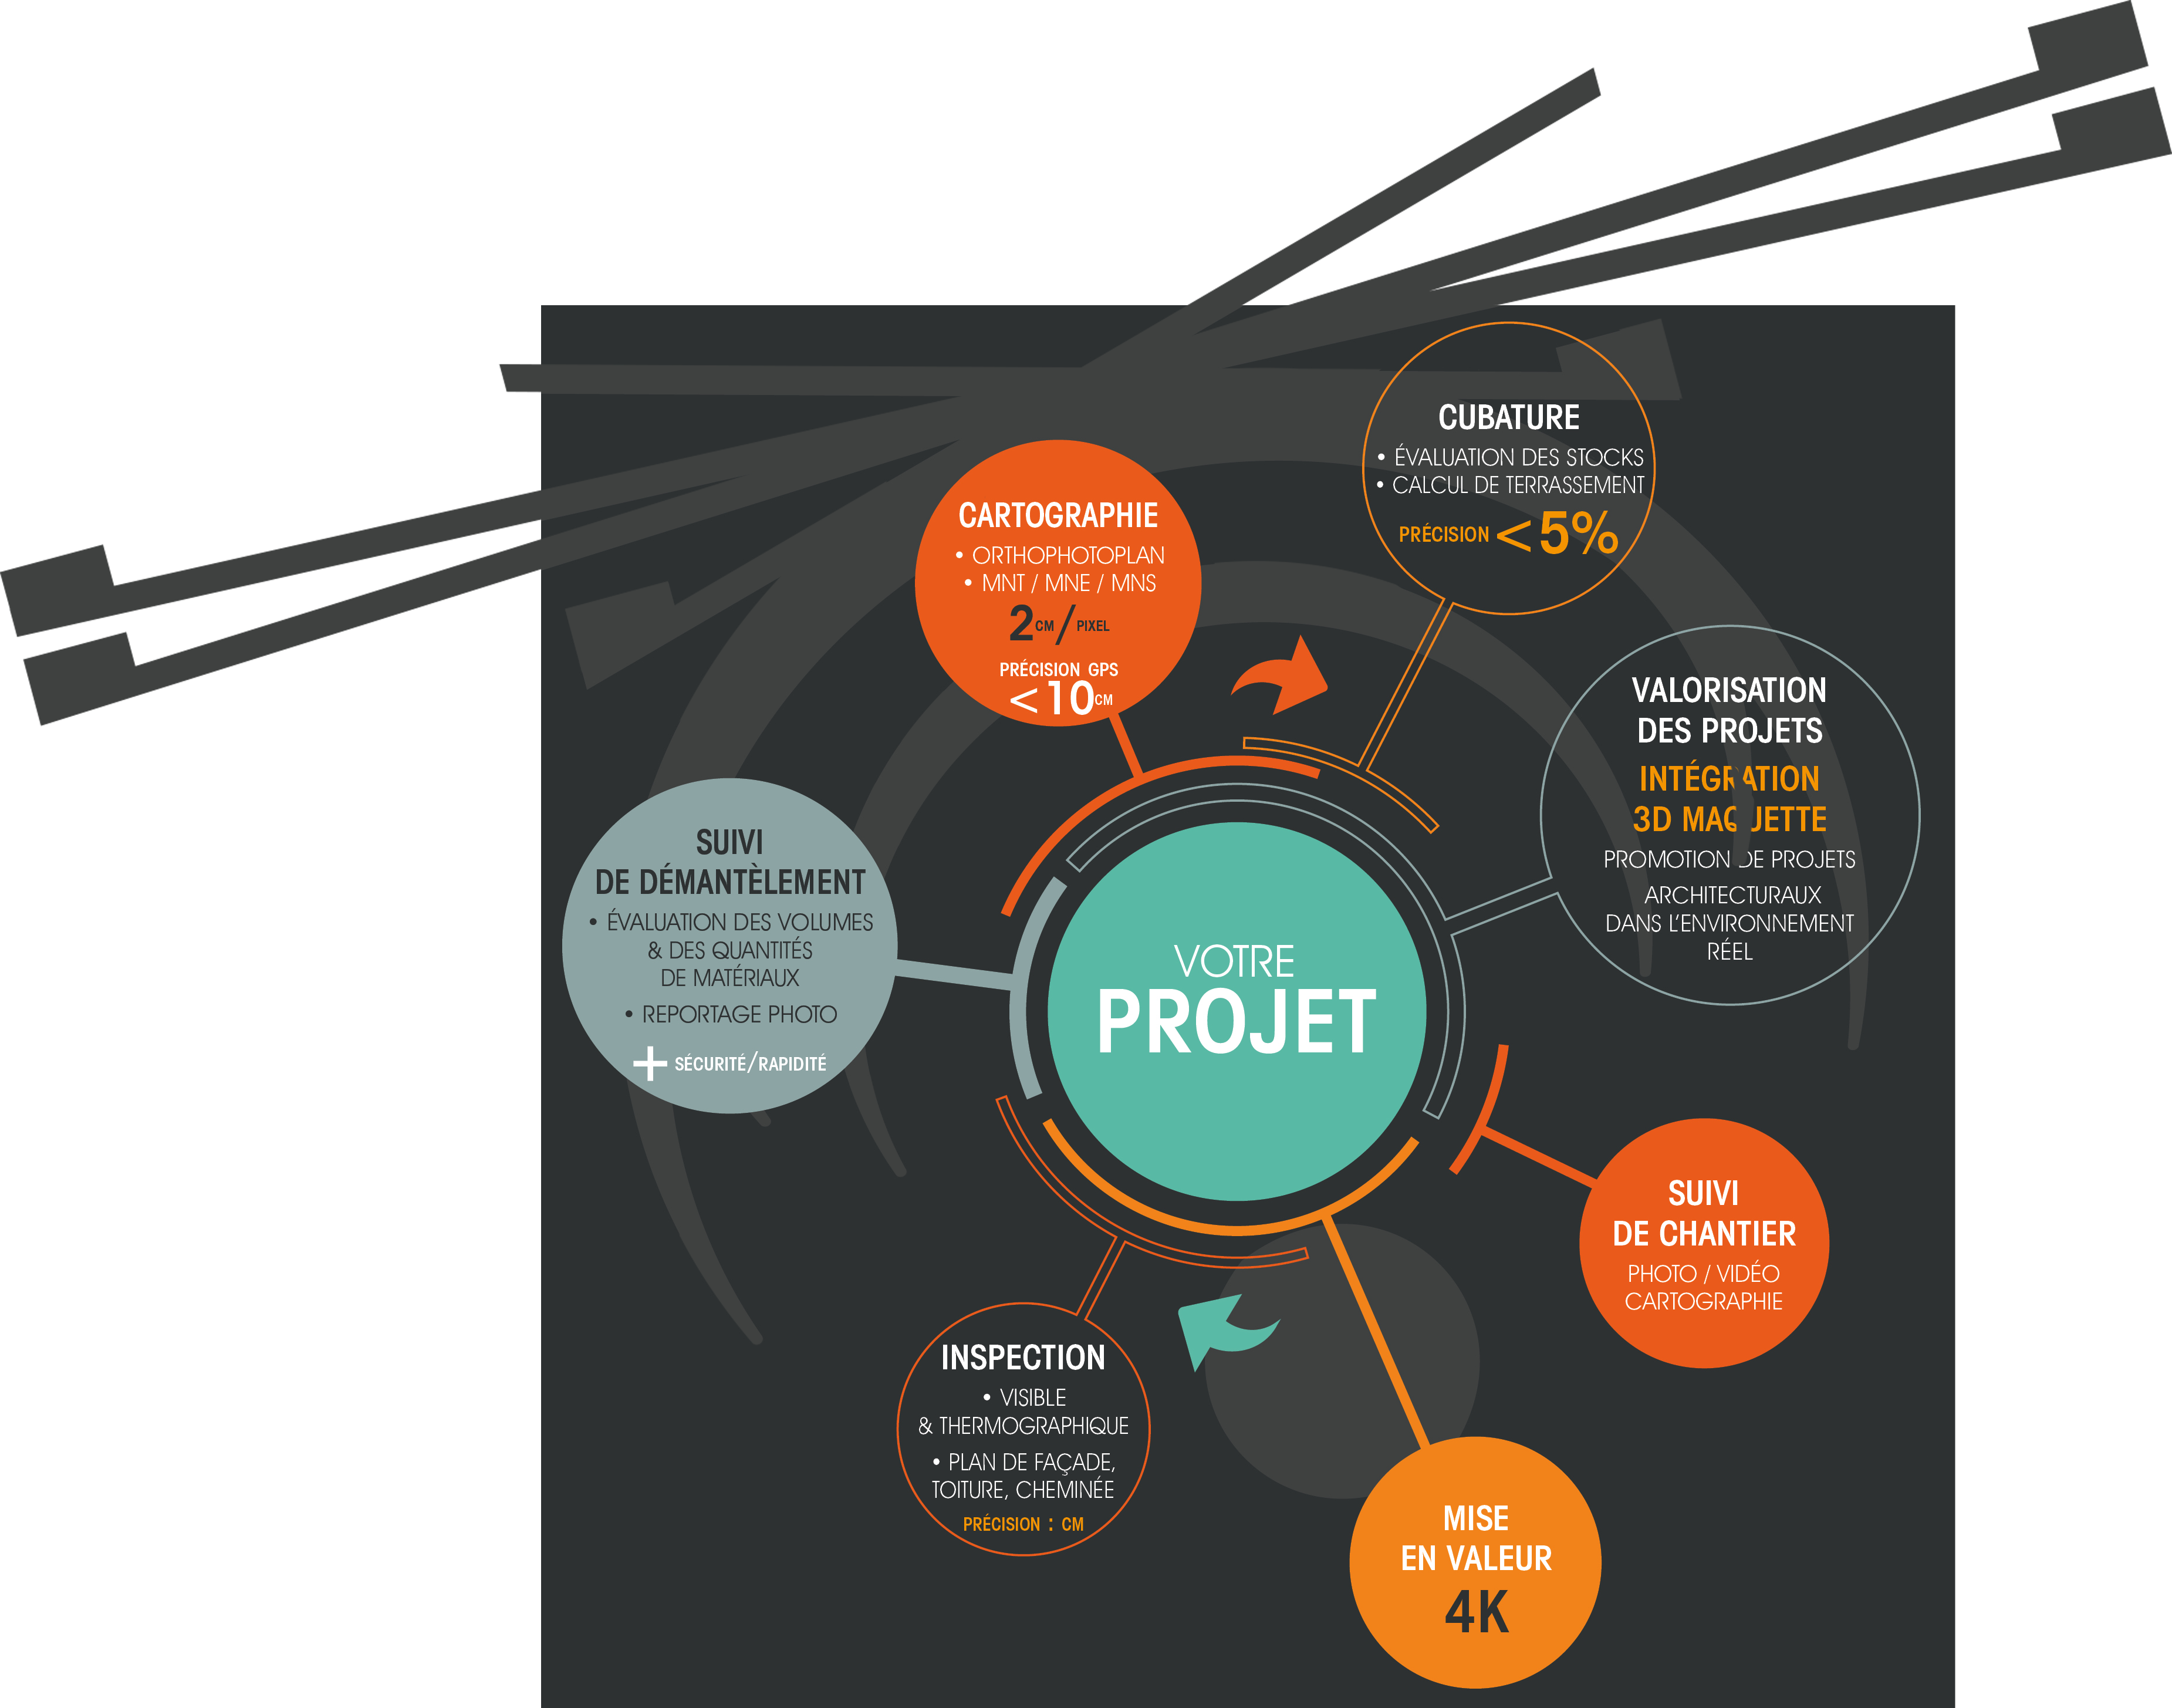 CUBATURE
• ÉVALUATION DES STOCKS
• CALCUL DE TERRASSEMENT
PRÉCISION < 5%
CARTOGRAPHIE
• ORTHOPHOTOPLAN
• MNT / MNE / MNS
2 CM / PIXEL
PRÉCISION GPS
< 10 CM
VALORISATION
DES PROJETS
INTÉGRATION
3D MAQUETTE
PROMOTION DE PROJETS
ARCHITECTURAUX
DANS L'ENVIRONNEMENT
RÉEL
SUIVI
DE DÉMANTÈLEMENT
• ÉVALUATION DES VOLUMES
& DES QUANTITÉS
DE MATÉRIAUX
• REPORTAGE PHOTO
+ SÉCURITÉ/RAPIDITÉ
VOTRE
PROJET
SUIVI
DE CHANTIER
PHOTO / VIDÉO
CARTOGRAPHIE
INSPECTION
• VISIBLE
& THERMOGRAPHIQUE
• PLAN DE FAÇADE,
TOITURE, CHEMINÉE
PRÉCISION : CM
MISE
EN VALEUR
4K